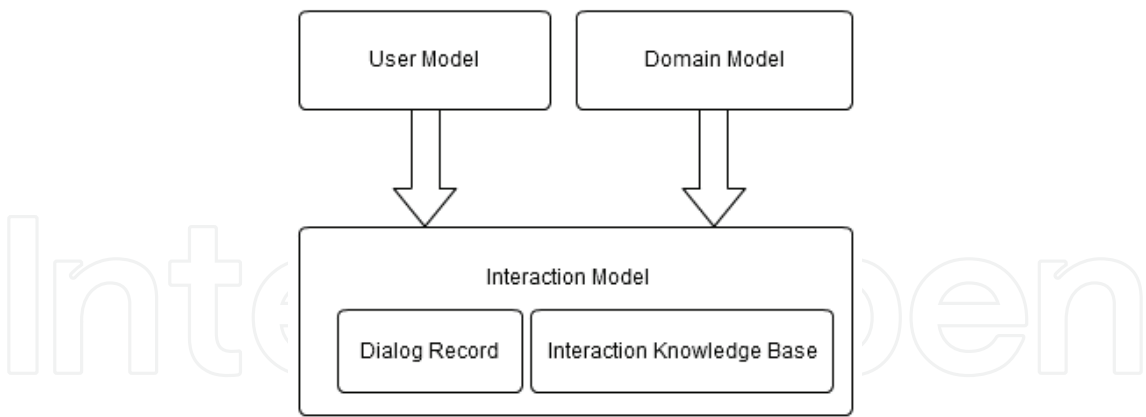 User Model
Domain Model
Interaction Model
Dialog Record
Interaction Knowledge Base